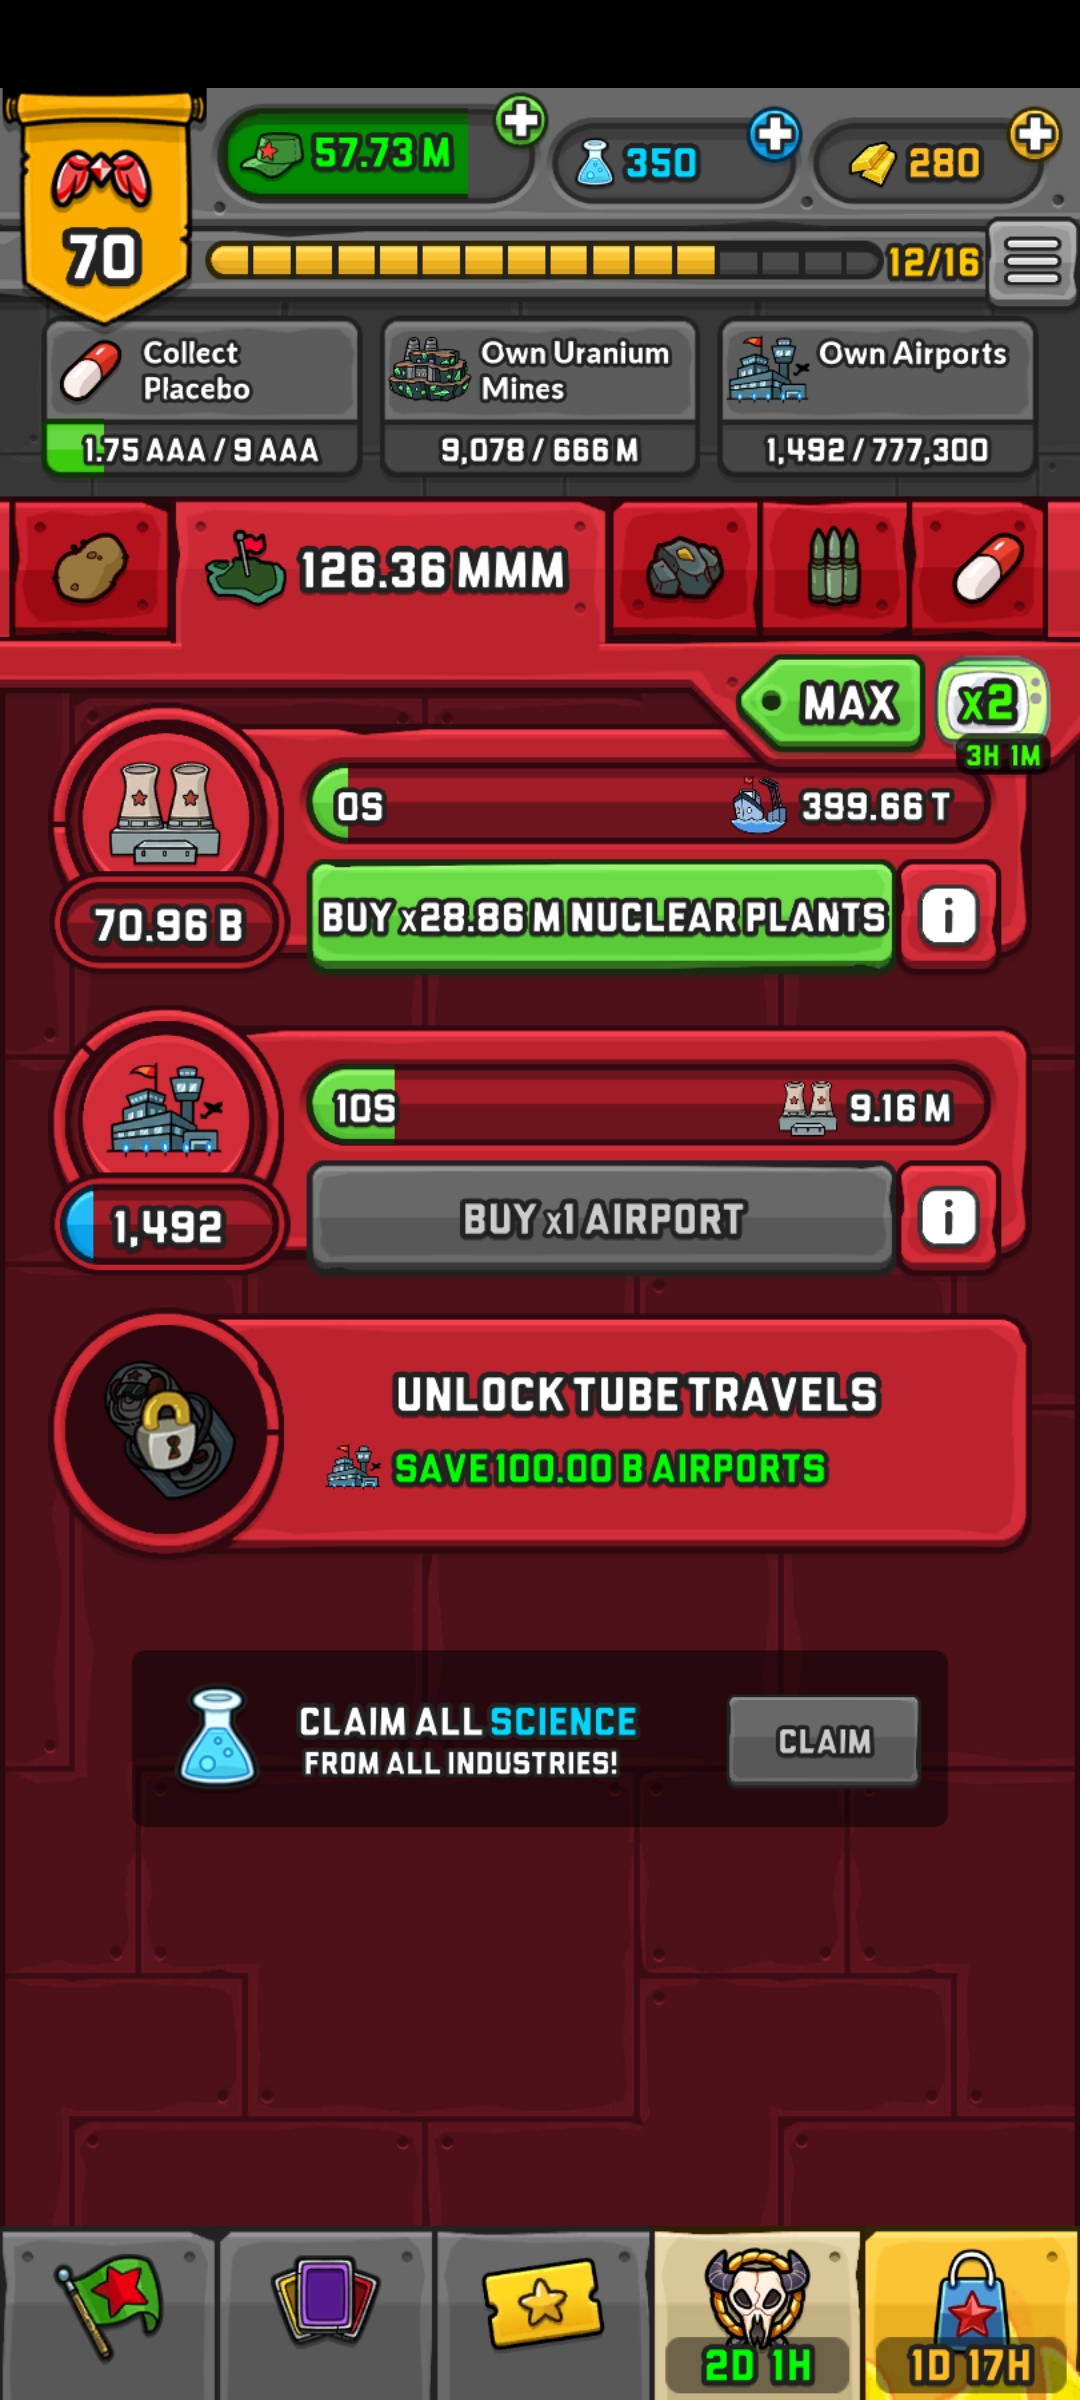 57.73 M
350
280
70
12/16
Collect
Placebo
Own Uranium
Mines
Own Airports
1.75 AAA / 9 AAA
9,078 / 666 M
1,492 / 777,300
126.36 MMM
MAX
x2
3H 1M
0S
399.66 T
70.96 B
BUY x28.86 M NUCLEAR PLANTS
i
10S
9.16 M
1,492
BUY x1 AIRPORT
i
UNLOCK TUBE TRAVELS
SAVE 100.00 B AIRPORTS
CLAIM ALL SCIENCE
FROM ALL INDUSTRIES!
CLAIM
2D 1H
1D 17H